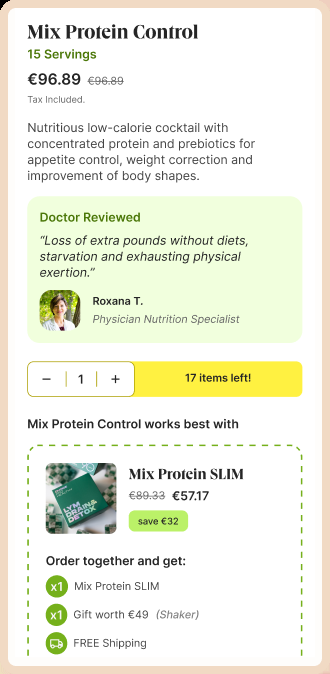 Mix Protein Control
15 Servings
€96.89 €96.89
Tax Included.
Nutritious low-calorie cocktail with
concentrated protein and prebiotics for
appetite control, weight correction and
improvement of body shapes.
Doctor Reviewed
“Loss of extra pounds without diets,
starvation and exhausting physical
exertion.”
Roxana T.
Physician Nutrition Specialist
− 1 + 17 items left!
Mix Protein Control works best with
Mix Protein SLIM
€89.33 €57.17
save €32
LYM
DRAIN&
DETOX
Order together and get:
x1 Mix Protein SLIM
x1 Gift worth €49 (Shaker)
FREE Shipping